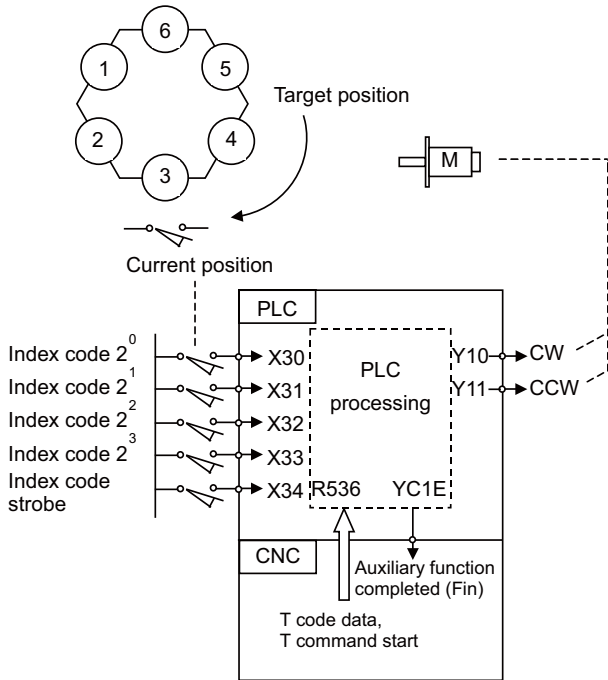 6
1
5
2
4
3
Target position
M
Current position
PLC
Index code 2^0
Index code 2^1
Index code 2^2
Index code 2^3
Index code
strobe
X30
X31
X32
X33
X34
PLC
processing
Y10
CW
Y11
CCW
R536
YC1E
CNC
Auxiliary function
completed (Fin)
T code data,
T command start